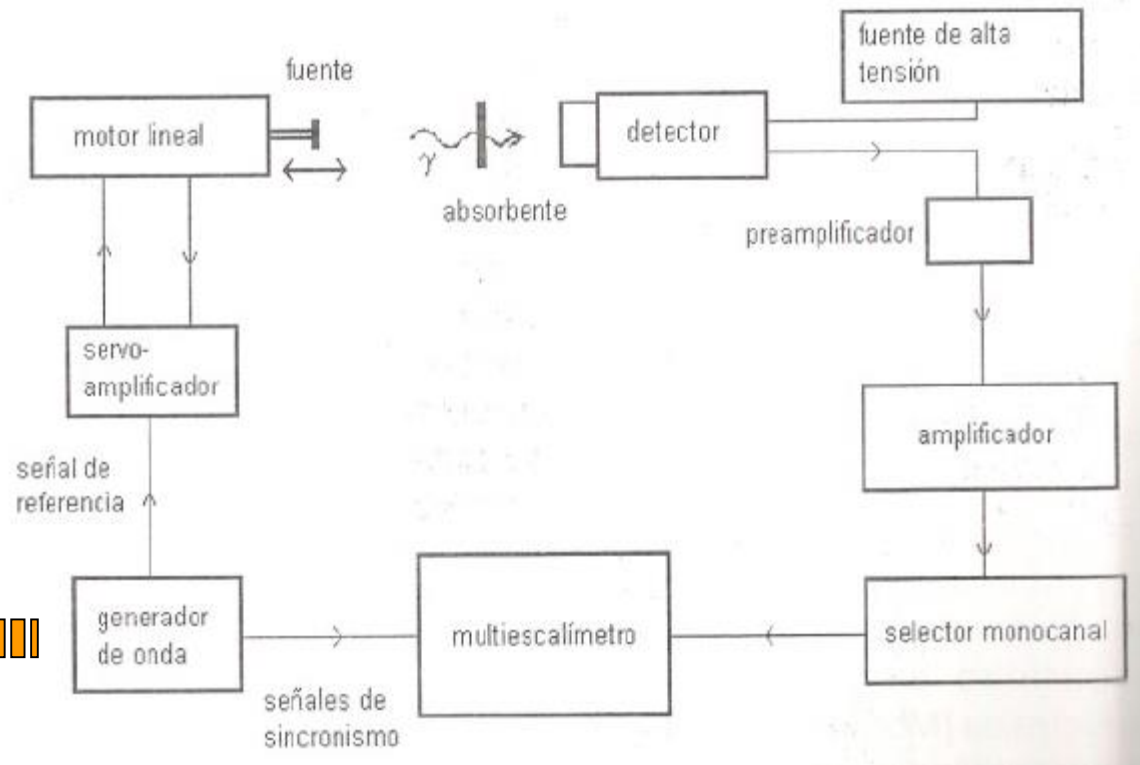 fuente de alta
tensión
fuente
motor lineal
detector
γ
absorbente
preamplificador
servo-
amplificador
amplificador
señal de
referencia
generador
de onda
multiescalímetro
selector monocanal
señales de
sincronismo